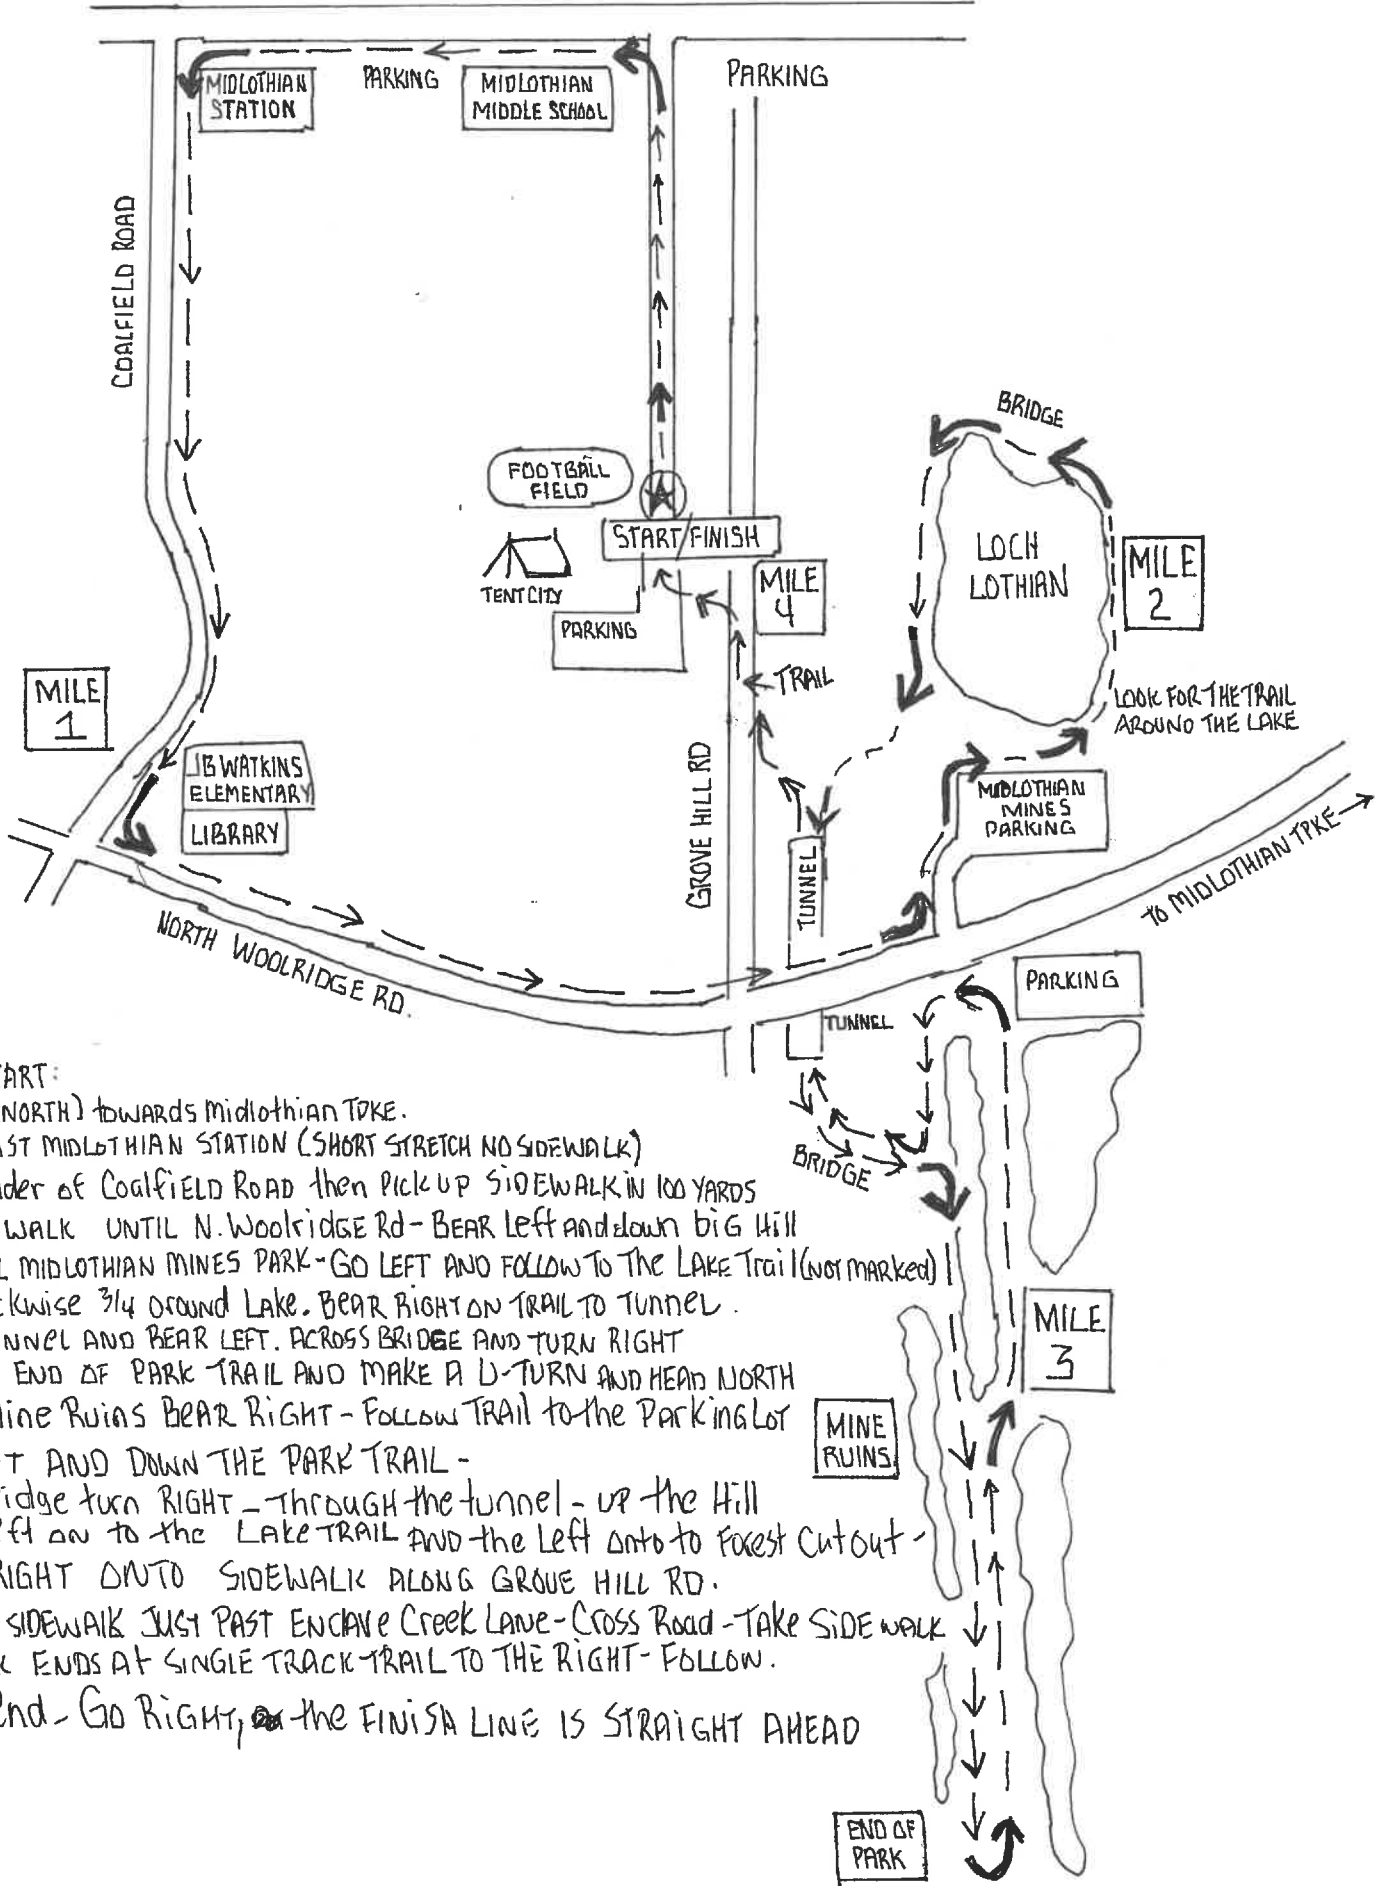 PARKING
MIDLOTHIAN
STATION
PARKING
MIDLOTHIAN
MIDDLE SCHOOL
COALFIELD ROAD
BRIDGE
FOOTBALL
FIELD
START/FINISH
LOCH
LOTHIAN
MILE
2
TENT CITY
MILE
4
PARKING
TRAIL
MILE
1
LOOK FOR THE TRAIL
AROUND THE LAKE
JB WATKINS
ELEMENTARY
LIBRARY
GROVE HILL RD
MIDLOTHIAN
MINES
PARKING
TUNNEL
TO MIDLOTHIAN TPKE
NORTH WOOLRIDGE RD.
PARKING
TUNNEL
BRIDGE
ART:
(NORTH) towards Midlothian TPKE.
AST MIDLOTHIAN STATION (SHORT STRETCH NO SIDEWALK)
der of COALFIELD ROAD then PICK UP SIDEWALK IN 100 YARDS
WALK UNTIL N. Woolridge Rd - BEAR Left and down biG Hill
L MIDLOTHIAN MINES PARK - GO LEFT AND FOLLOW TO The LAKE Trail (NOT MARKed)
ckwise 3/4 around Lake. BEAR RIGHT ON TRAIL TO TUNNEL.
NNEL AND BEAR LEFT. ACROSS BRIDGE AND TURN RIGHT
END OF PARK TRAIL AND MAKE A U-TURN AND HEAD NORTH
Mine Ruins BEAR RIGHT - FOLLOW TRAIL to the Parking Lot
T AND DOWN THE PARK TRAIL -
idge turn RIGHT - THROUGH the tunnel - UP the Hill
ft on to the LAKE TRAIL AND the Left onto to Forest Cutout -
RIGHT ONTO SIDEWALK ALONG GROVE HILL RD.
SIDEWALK JUST PAST ENCLAVE CREEK LANE - CROSS Road - TAKE SIDEWALK
K ENDS At SINGLE TRACK TRAIL TO THE RIGHT - FOLLOW.
end - GO RIGHT, the FINISH LINE IS STRAIGHT AHEAD
MILE
3
MINE
RUINS
END OF
PARK